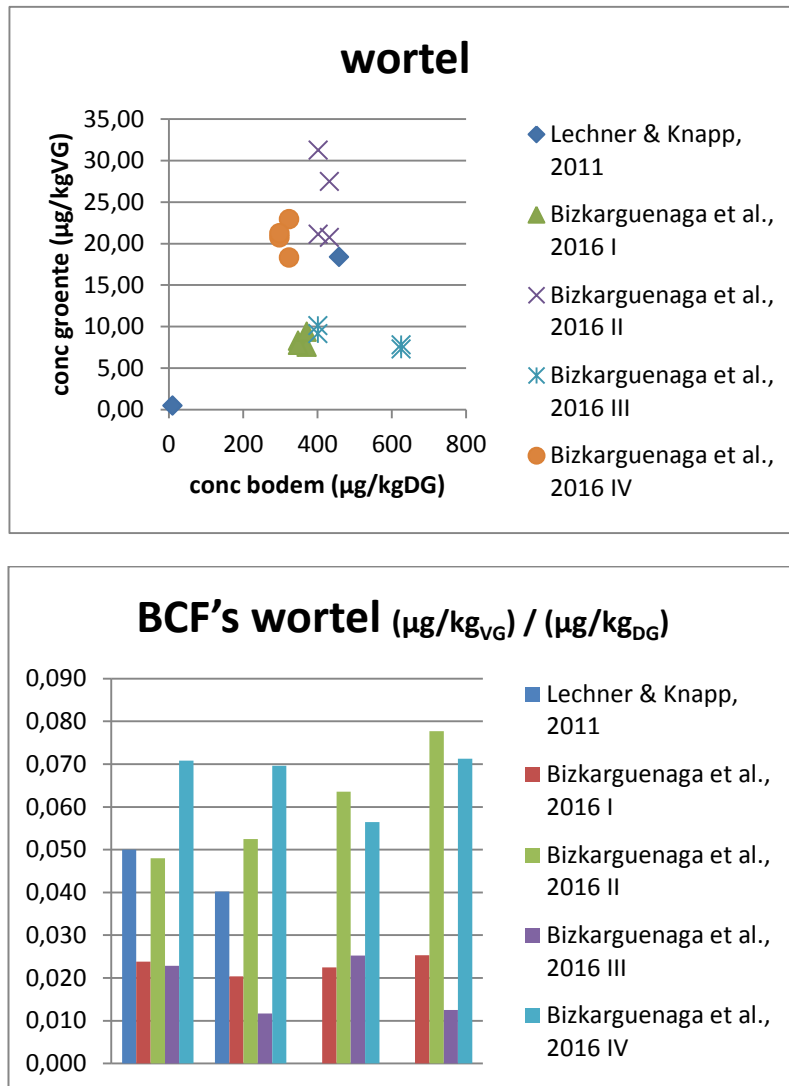 wortel
conc groente (µg/kgVG)
35,00
30,00
25,00
20,00
15,00
10,00
5,00
0,00
0 200 400 600 800
conc bodem (µg/kgDG)
Lechner & Knapp,
2011
Bizkarguenaga et al.,
2016 I
Bizkarguenaga et al.,
2016 II
Bizkarguenaga et al.,
2016 III
Bizkarguenaga et al.,
2016 IV
BCF's wortel (µg/kgVG) / (µg/kgDG)
0,090
0,080
0,070
0,060
0,050
0,040
0,030
0,020
0,010
0,000
Lechner & Knapp,
2011
Bizkarguenaga et al.,
2016 I
Bizkarguenaga et al.,
2016 II
Bizkarguenaga et al.,
2016 III
Bizkarguenaga et al.,
2016 IV